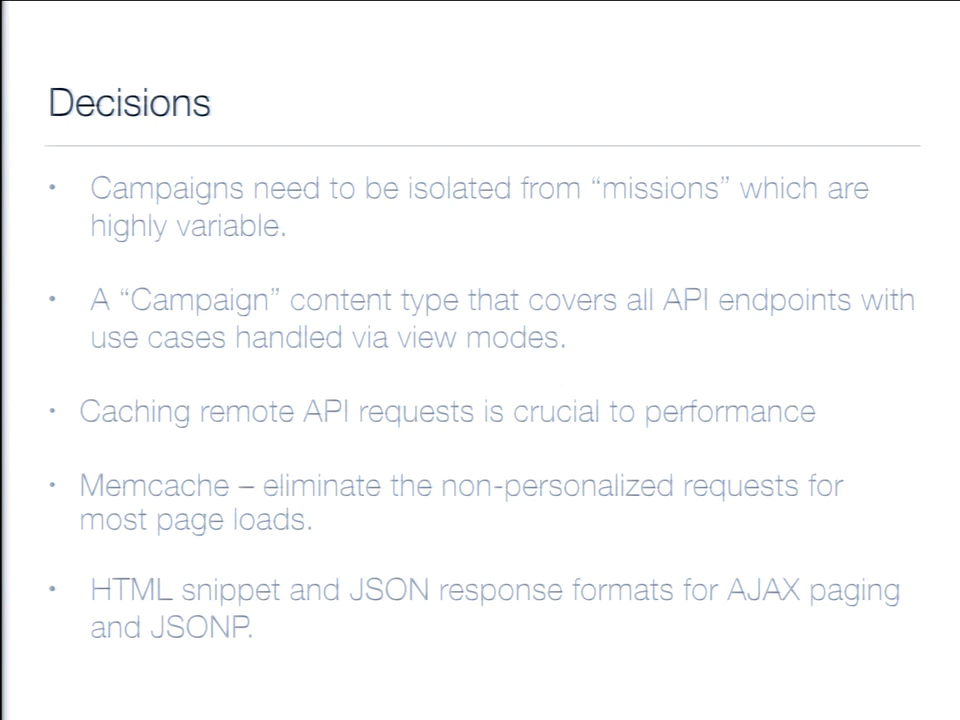 Decisions
• Campaigns need to be isolated from “missions” which are
highly variable.
• A “Campaign” content type that covers all API endpoints with
use cases handled via view modes.
• Caching remote API requests is crucial to performance
• Memcache – eliminate the non-personalized requests for
most page loads.
• HTML snippet and JSON response formats for AJAX paging
and JSONP.